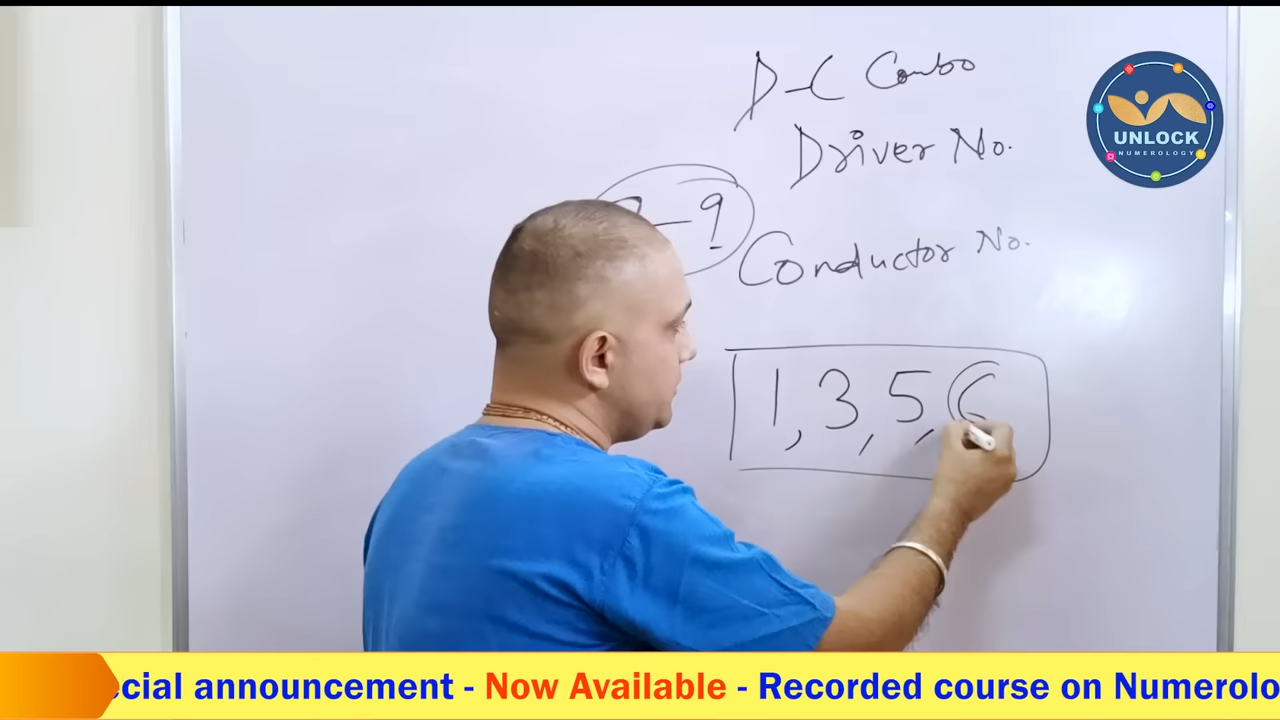 D-C Combo
Driver No.
– 9
Conductor No.
1, 3, 5, 6
UNLOCK
NUMEROLOGY
ecial announcement - Now Available - Recorded course on Numerolo